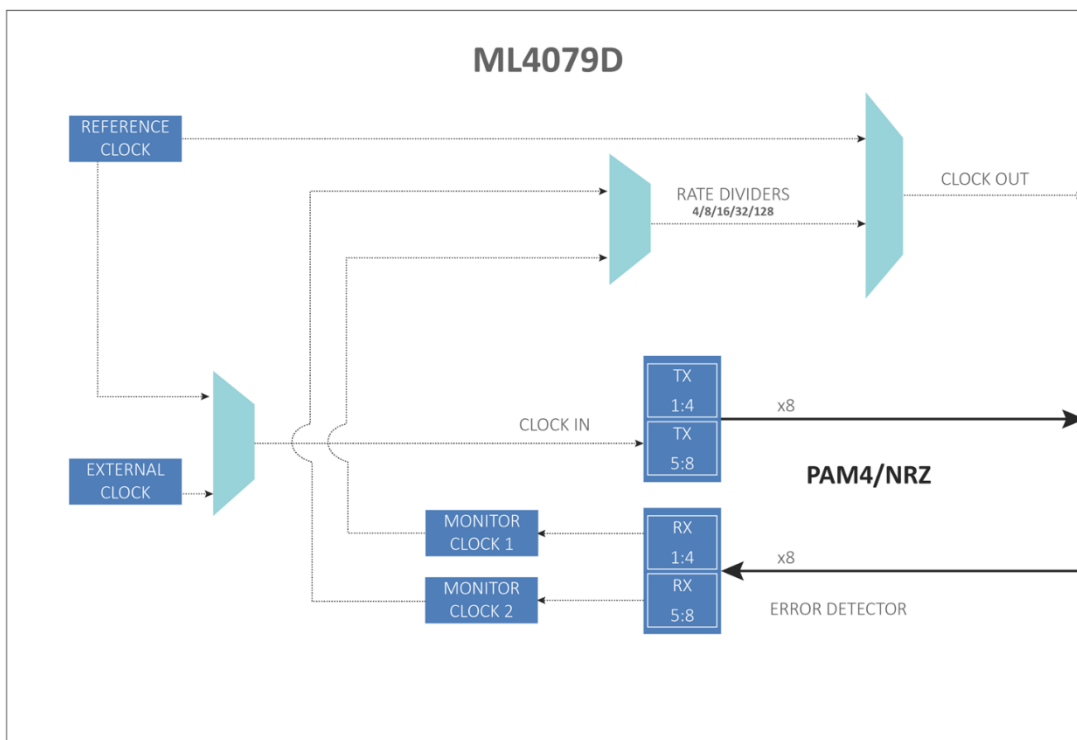 ML4079D
REFERENCE
CLOCK
RATE DIVIDERS
4/8/16/32/128
CLOCK OUT
TX
1:4
x8
CLOCK IN
TX
5:8
EXTERNAL
CLOCK
PAM4/NRZ
MONITOR
CLOCK 1
RX
1:4
x8
MONITOR
CLOCK 2
RX
5:8
ERROR DETECTOR